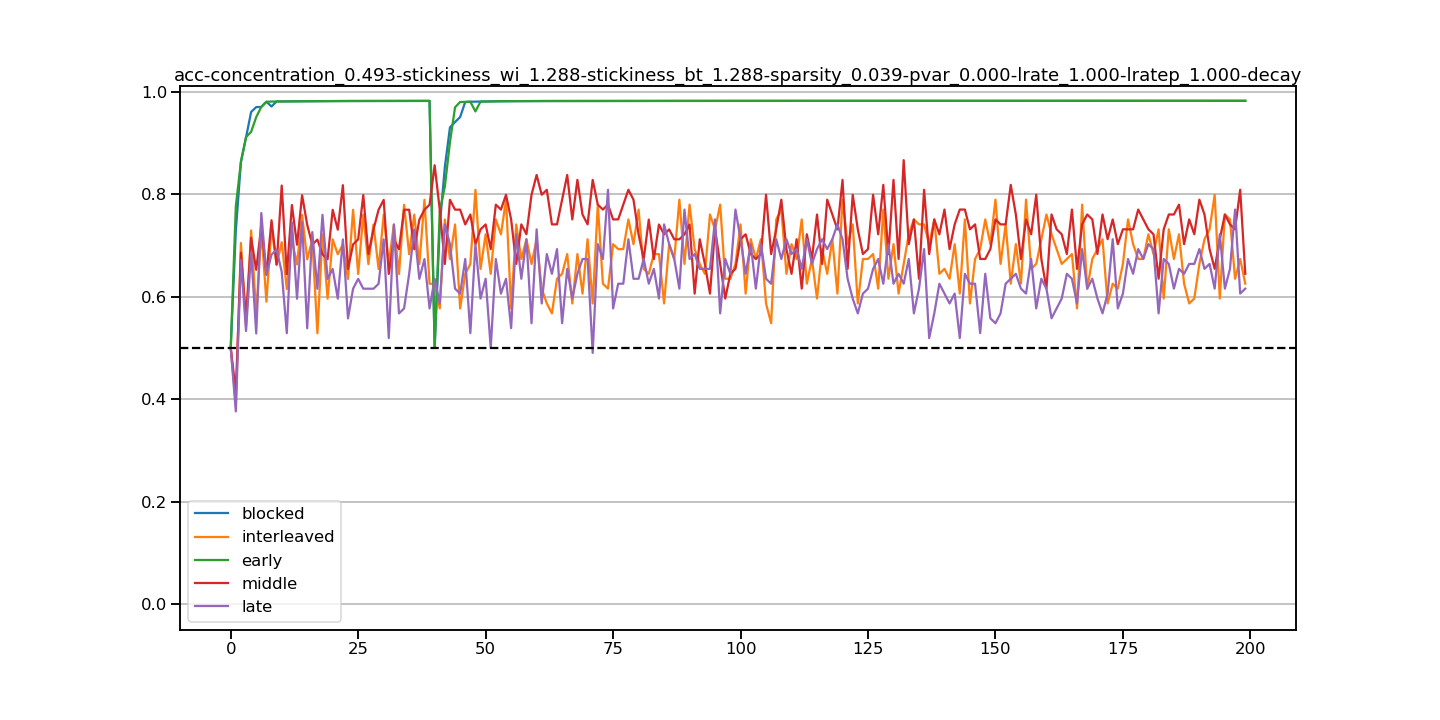 acc-concentration_0.493-stickiness_wi_1.288-stickiness_bt_1.288-sparsity_0.039-pvar_0.000-lrate_1.000-lratep_1.000-decay
1.0
0.8
0.6
0.4
0.2
0.0
blocked
interleaved
early
middle
late
0 25 50 75 100 125 150 175 200